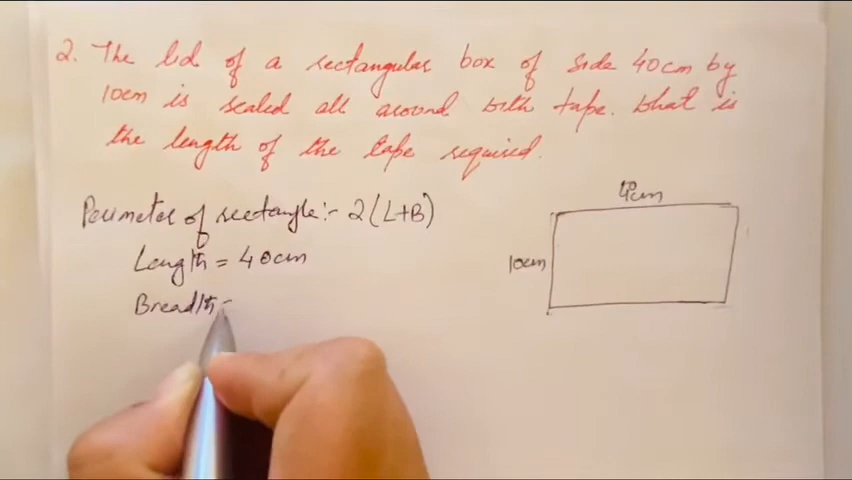 2. The lid of a rectangular box of side 40cm by
10cm is sealed all around with tape. What is
the length of the tape required.
Perimeter of rectangle:- 2(L+B)
40cm
Length = 40cm
10cm
Breadth =